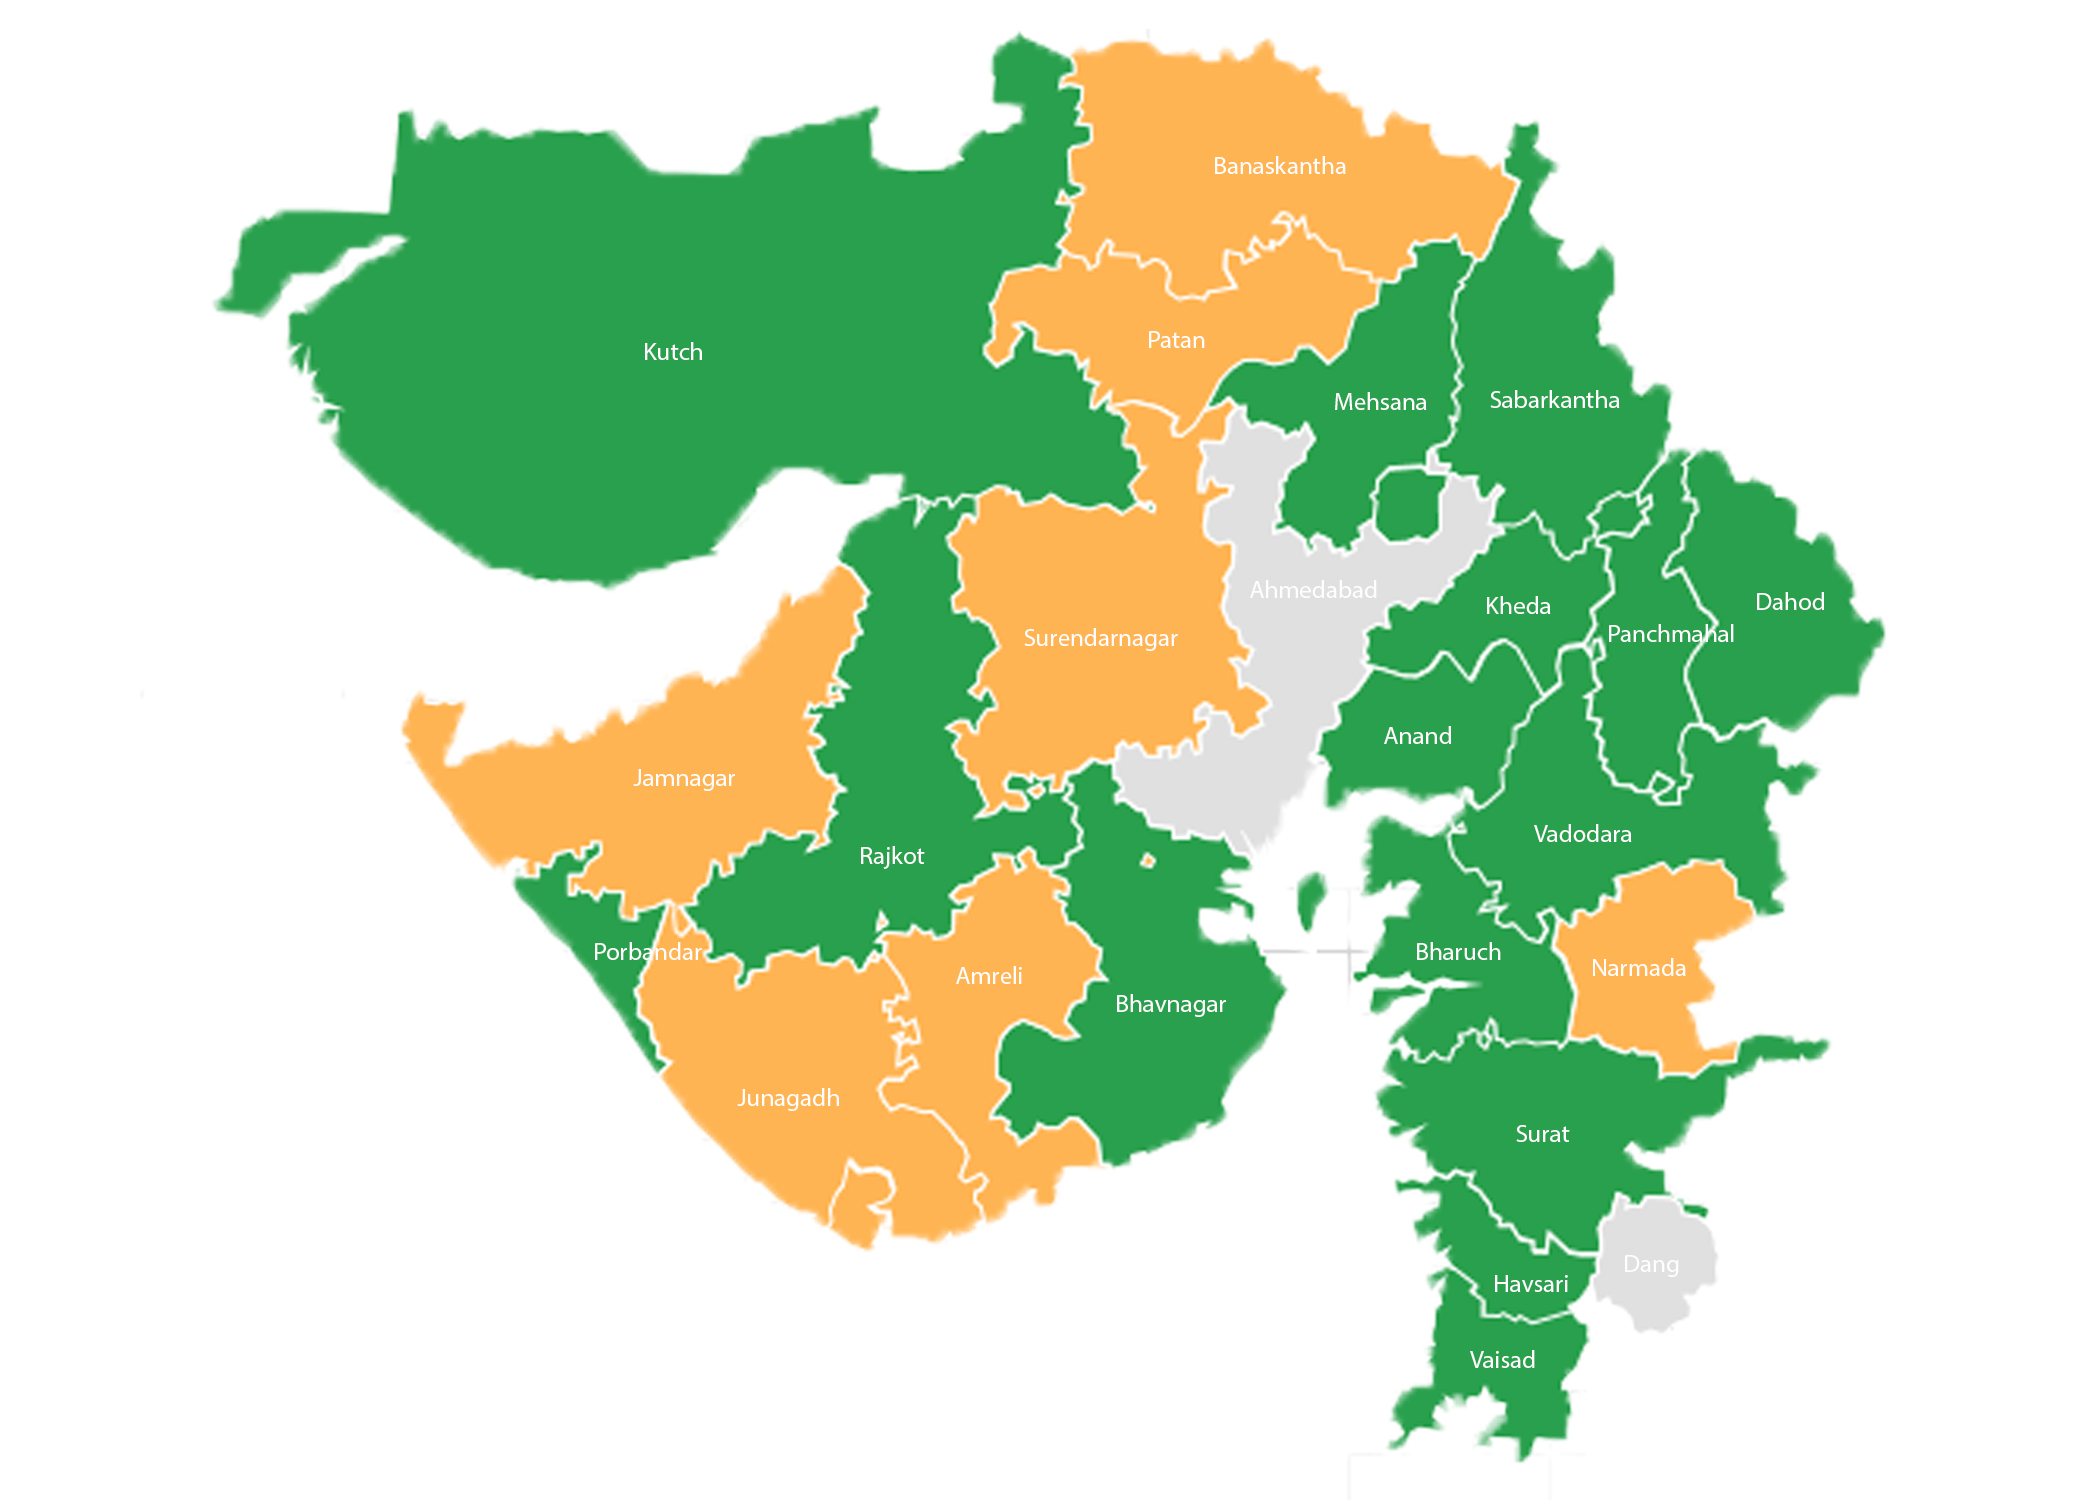 Banaskantha
Patan
Kutch
Mehsana
Sabarkantha
Ahmedabad
Kheda
Dahod
Panchmahal
Surendarnagar
Anand
Jamnagar
Vadodara
Rajkot
Porbandar
Bharuch
Narmada
Amreli
Bhavnagar
Junagadh
Surat
Dang
Havsari
Vaisad